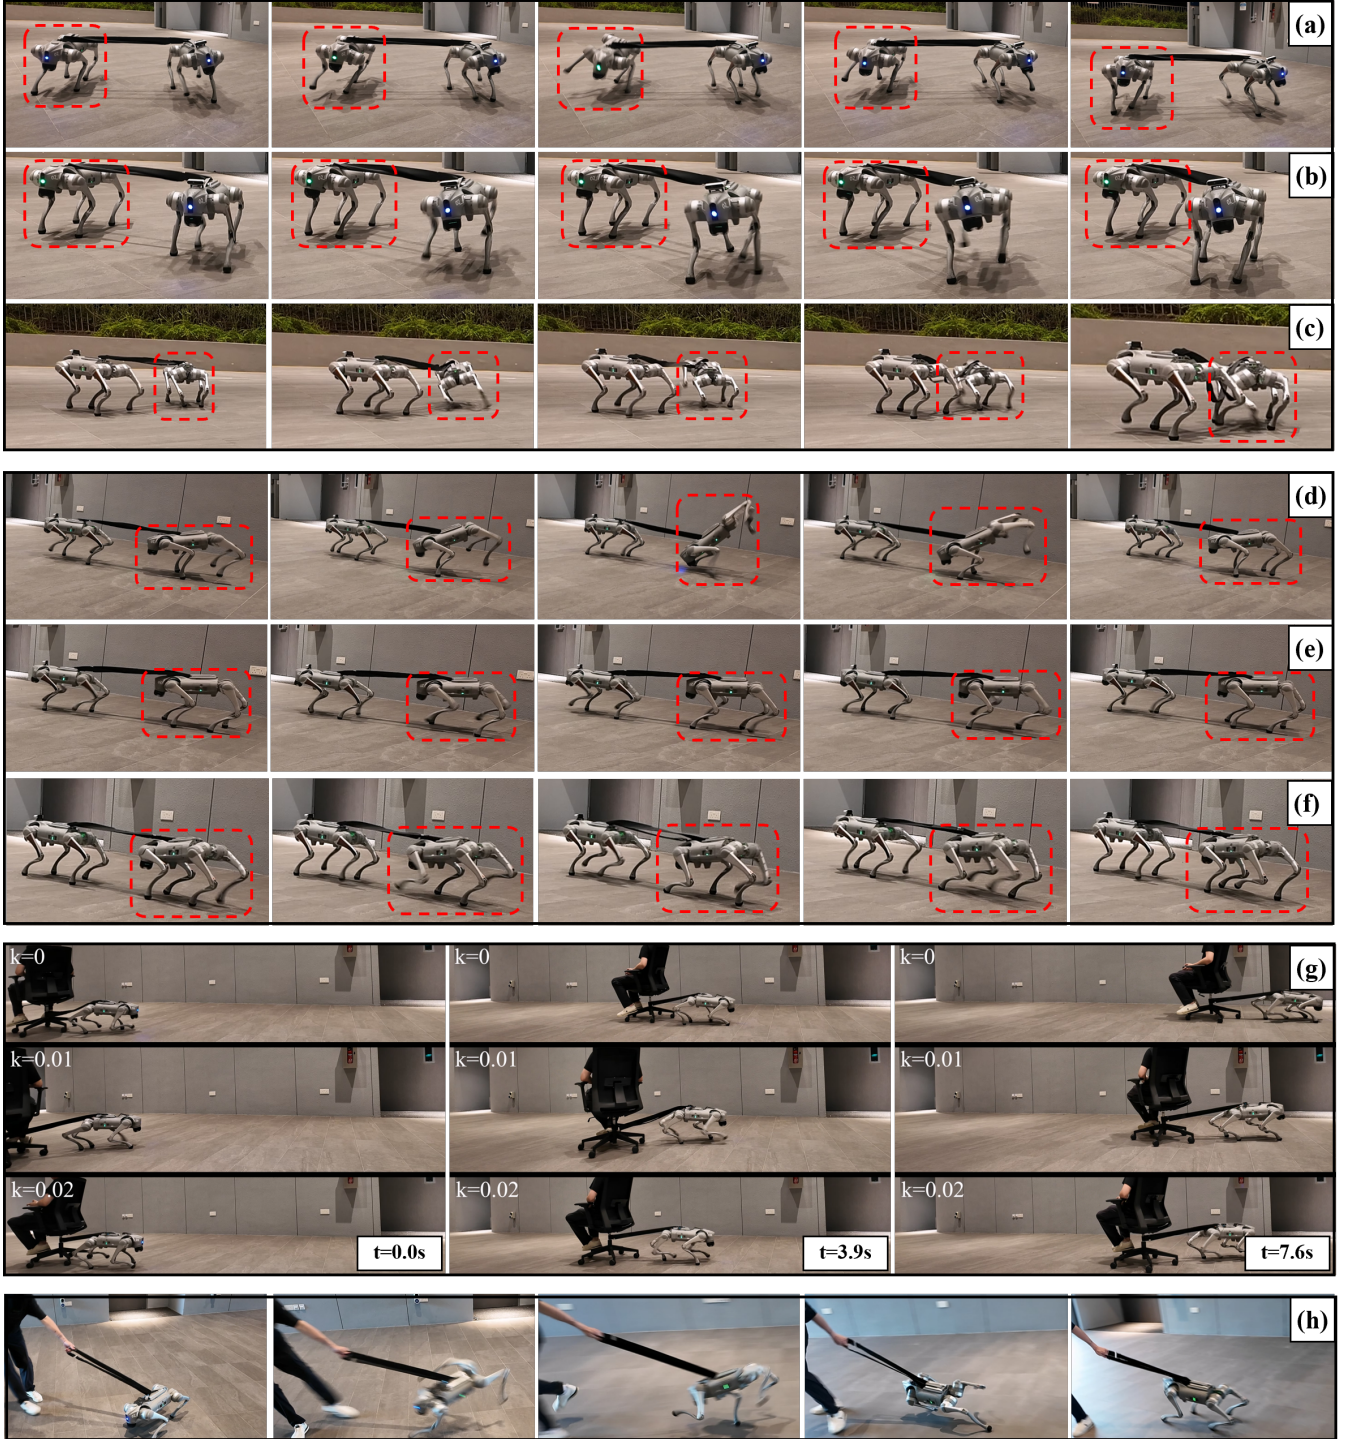 (a)
(b)
(c)
(d)
(e)
(f)
k=0
k=0
k=0
(g)
k=0.01
k=0.01
k=0.01
k=0.02
k=0.02
k=0.02
t=0.0s
t=3.9s
t=7.6s
(h)